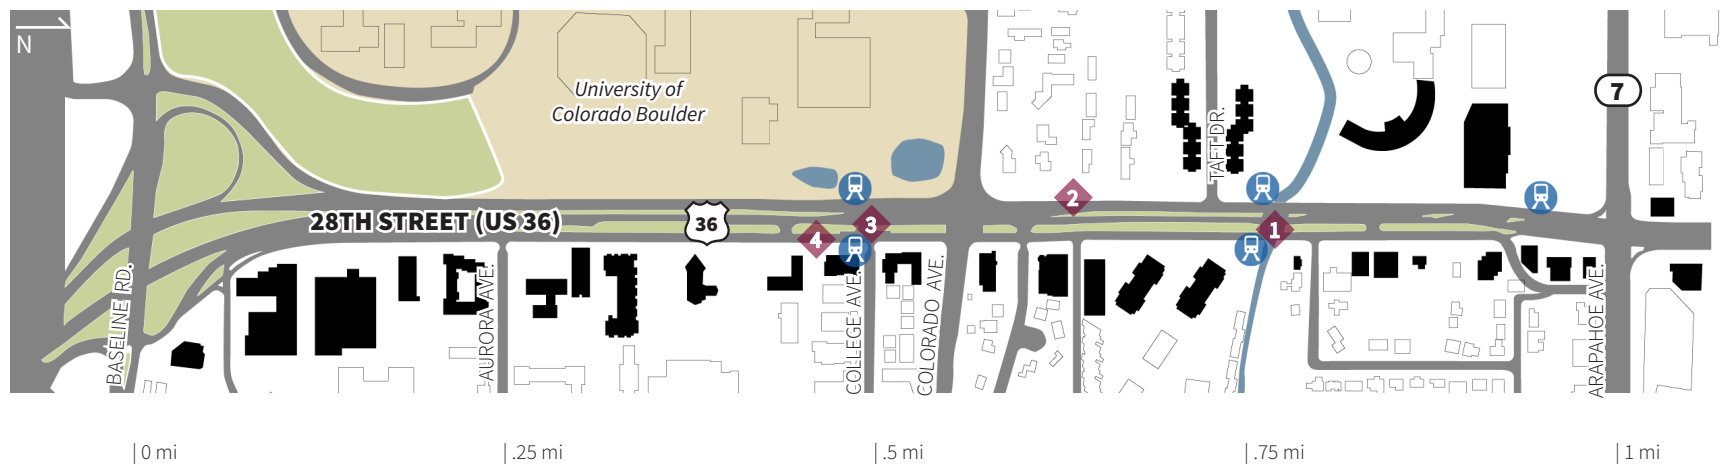 N
University of
Colorado Boulder
7
28TH STREET (US 36)
36
2
3
4
1
TAFT DR.
BASELINE RD.
AURORA AVE.
COLLEGE AVE.
COLORADO AVE.
ARAPAHOE AVE.
0 mi
.25 mi
.5 mi
.75 mi
1 mi